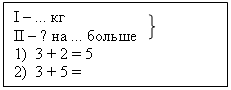 I – ... кг
II – ? на ... больше
1) 3 + 2 = 5
2) 3 + 5 =